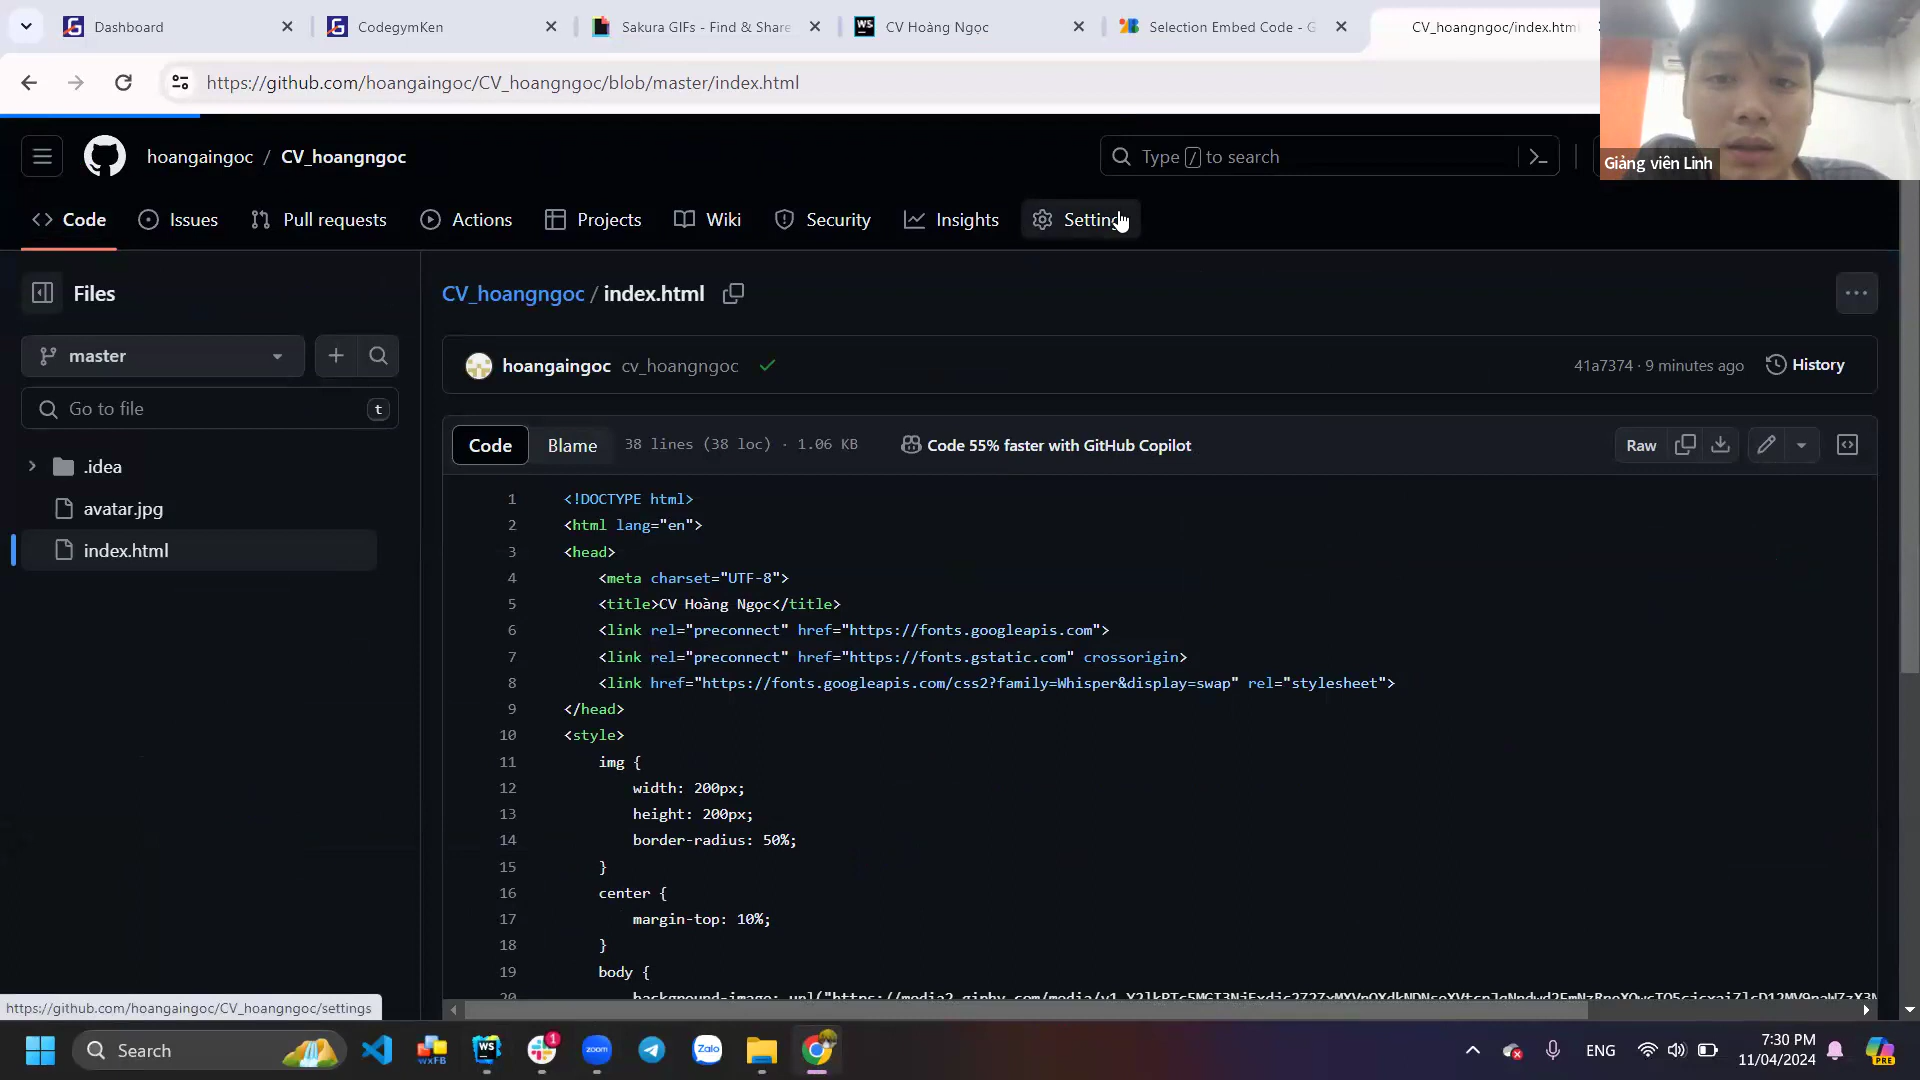 Dashboard
CodegymKen
Sakura GIFs - Find & Share
CV Hoàng Ngọc
Selection Embed Code - G
CV_hoangngoc/index.html
https://github.com/hoangaingoc/CV_hoangngoc/blob/master/index.html
hoangaingoc / CV_hoangngoc
Type / to search
Giảng viên Linh
Code
Issues
Pull requests
Actions
Projects
Wiki
Security
Insights
Settings
Files
CV_hoangngoc / index.html
master
hoangaingoc cv_hoangngoc
41a7374 · 9 minutes ago
History
Go to file
t
Code
Blame
38 lines (38 loc) · 1.06 KB
Code 55% faster with GitHub Copilot
Raw
.idea
avatar.jpg
index.html
1 <!DOCTYPE html>
2 <html lang="en">
3 <head>
4 <meta charset="UTF-8">
5 <title>CV Hoàng Ngọc</title>
6 <link rel="preconnect" href="https://fonts.googleapis.com">
7 <link rel="preconnect" href="https://fonts.gstatic.com" crossorigin>
8 <link href="https://fonts.googleapis.com/css2?family=Whisper&display=swap" rel="stylesheet">
9 </head>
10 <style>
11 img {
12 width: 200px;
13 height: 200px;
14 border-radius: 50%;
15 }
16 center {
17 margin-top: 10%;
18 }
19 body {
20 background-image:
https://github.com/hoangaingoc/CV_hoangngoc/settings
Search
wxFB
WS
1
zoom
Zalo
ENG
7:30 PM
11/04/2024
PRE